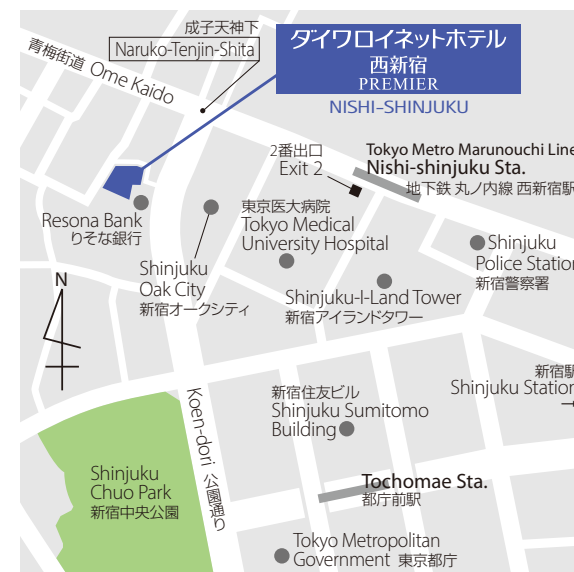 成子天神下
Naruko-Tenjin-Shita
青梅街道 Ome Kaido
ダイワロイネットホテル
西新宿
PREMIER
NISHI-SHINJUKU
2番出口
Exit 2
Tokyo Metro Marunouchi Line
Nishi-shinjuku Sta.
地下鉄 丸ノ内線 西新宿駅
Resona Bank
りそな銀行
東京医大病院
Tokyo Medical
University Hospital
Shinjuku
Police Station
新宿警察署
Shinjuku
Oak City
新宿オークシティ
Shinjuku-I-Land Tower
新宿アイランドタワー
N
新宿駅
Shinjuku Station
新宿住友ビル
Shinjuku Sumitomo
Building
Koen-dori 公園通り
Shinjuku
Chuo Park
新宿中央公園
Tochomae Sta.
都庁前駅
Tokyo Metropolitan
Government 東京都庁